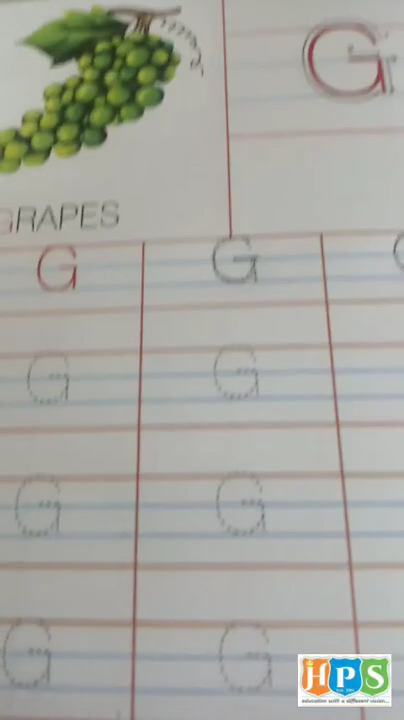 G
GRAPES
G G
G G
G G
G G
HPS
education with a different vision...